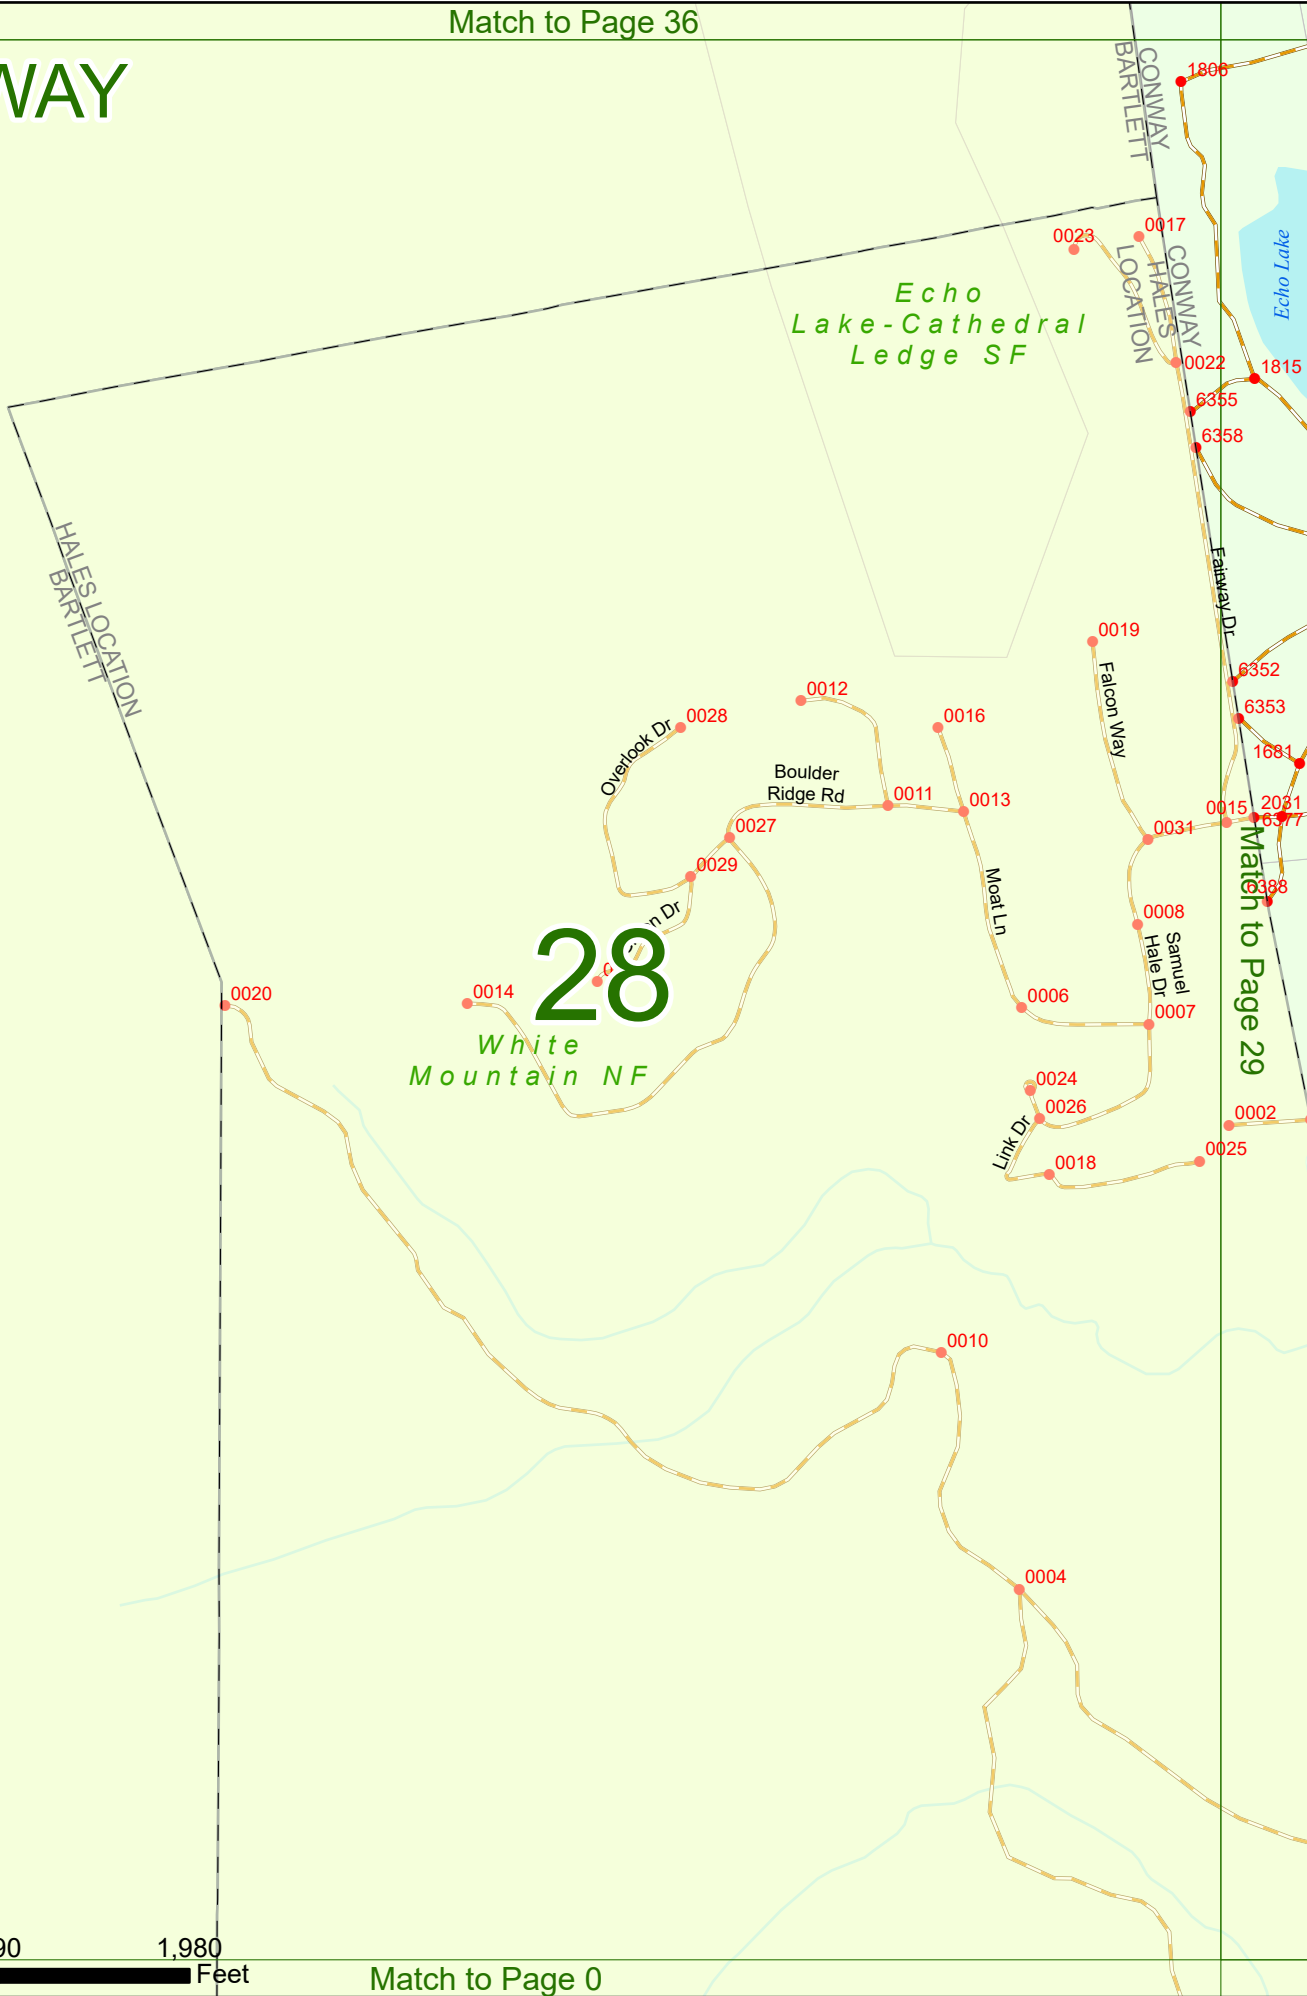 Match to Page 36
WAY
CONWAY
BARTLETT
1806
0017
0023
CONWAY
HALES
LOCATION
Echo Lake
Echo
Lake-Cathedral
Ledge SF
0022
1815
6355
6358
HALES LOCATION
BARTLETT
Fairway Dr
0019
6352
Falcon Way
0012
0028
0016
6353
Overlook Dr
1681
Boulder
Ridge Rd
0011
0013
0015
2031
6377
0027
0031
0029
Moat Ln
6388
0008
Samuel
Hale Dr
Match to Page 29
28
0020
0014
0006
0007
White
Mountain NF
0024
0026
0002
Link Dr
0018
0025
0010
0004
90
1,980
Feet
Match to Page 0